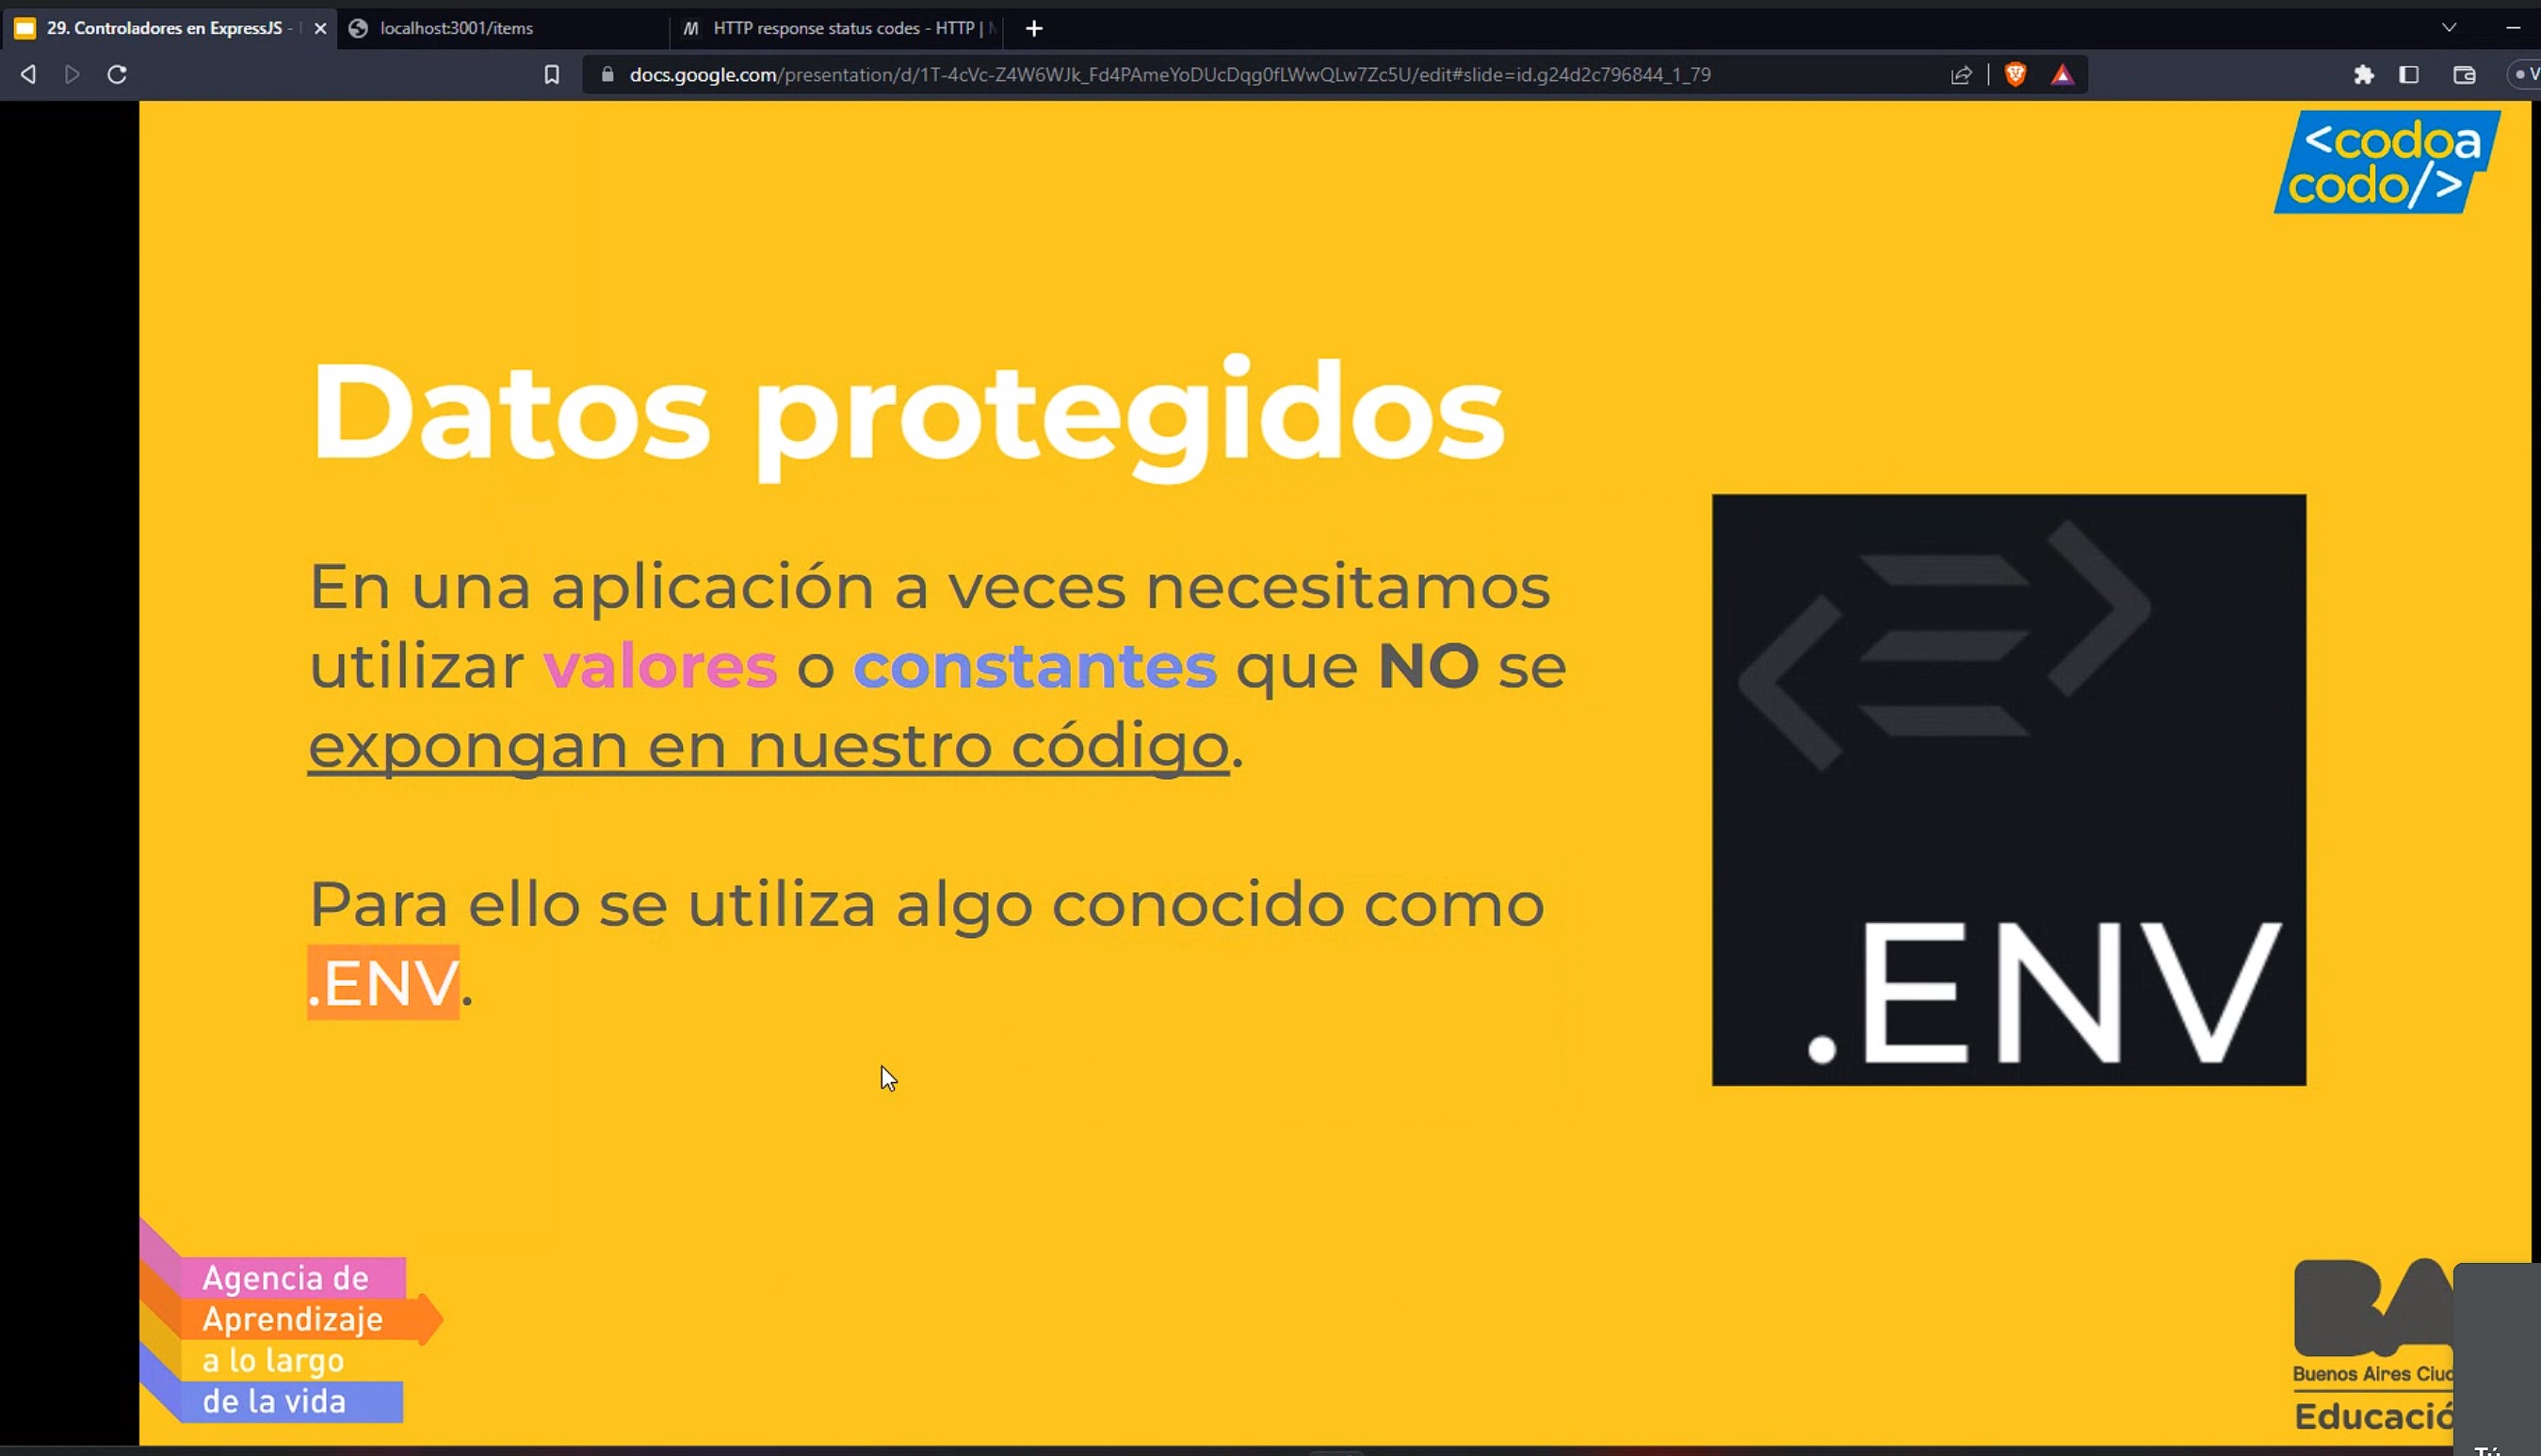 29. Controladores en ExpressJS -
localhost:3001/items
HTTP response status codes - HTTP |
docs.google.com/presentation/d/1T-4cVc-Z4W6WJk_Fd4PAmeYoDUcDqg0fLWwQLw7Zc5U/edit#slide=id.g24d2c796844_1_79
V
<codoa
codo/>
Datos protegidos
En una aplicación a veces necesitamos
utilizar valores o constantes que NO se
expongan en nuestro código.
Para ello se utiliza algo conocido como
.ENV.
.ENV
Agencia de
Aprendizaje
a lo largo
de la vida
BA
Buenos Aires Ciud
Educació